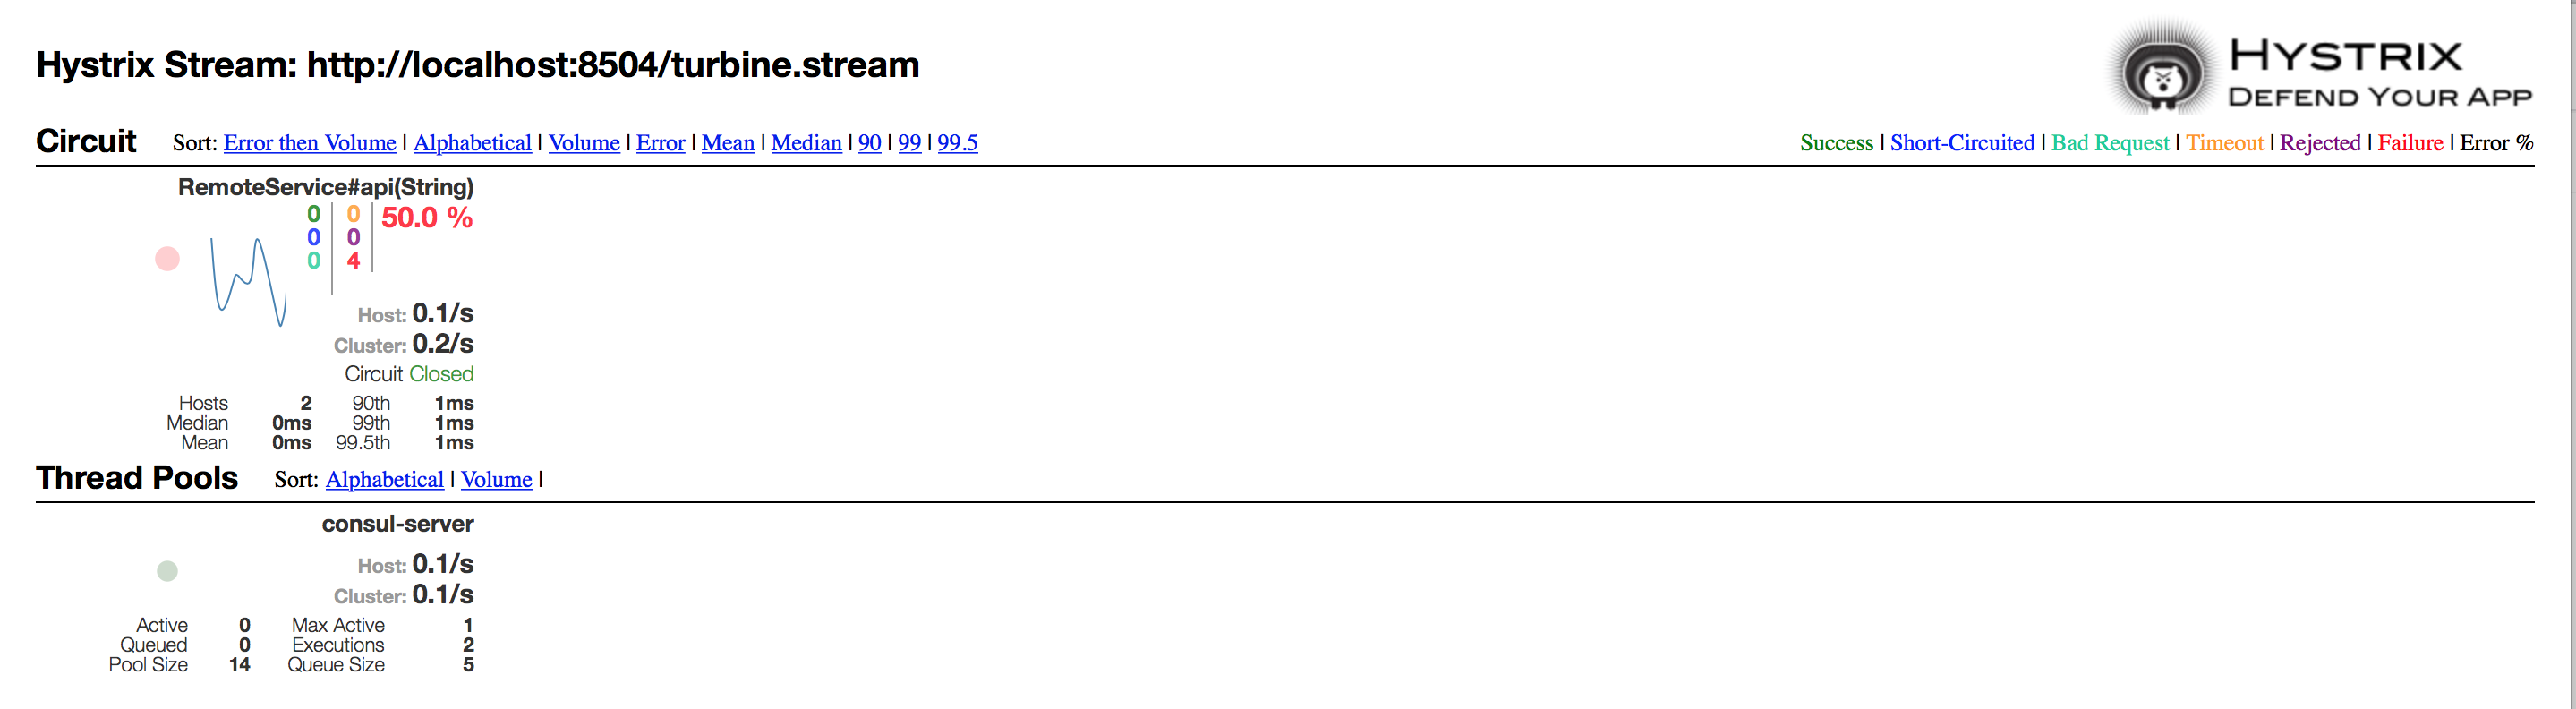 Hystrix Stream: http://localhost:8504/turbine.stream
HYSTRIX
DEFEND YOUR APP
Circuit Sort: Error then Volume | Alphabetical | Volume | Error | Mean | Median | 90 | 99 | 99.5
Success | Short-Circuited | Bad Request | Timeout | Rejected | Failure | Error %
RemoteService#api(String)
0 0 50.0 %
0 0
0 4
Host: 0.1/s
Cluster: 0.2/s
Circuit Closed
Hosts 2 90th 1ms
Median 0ms 99th 1ms
Mean 0ms 99.5th 1ms
Thread Pools Sort: Alphabetical | Volume |
consul-server
Host: 0.1/s
Cluster: 0.1/s
Active 0 Max Active 1
Queued 0 Executions 2
Pool Size 14 Queue Size 5